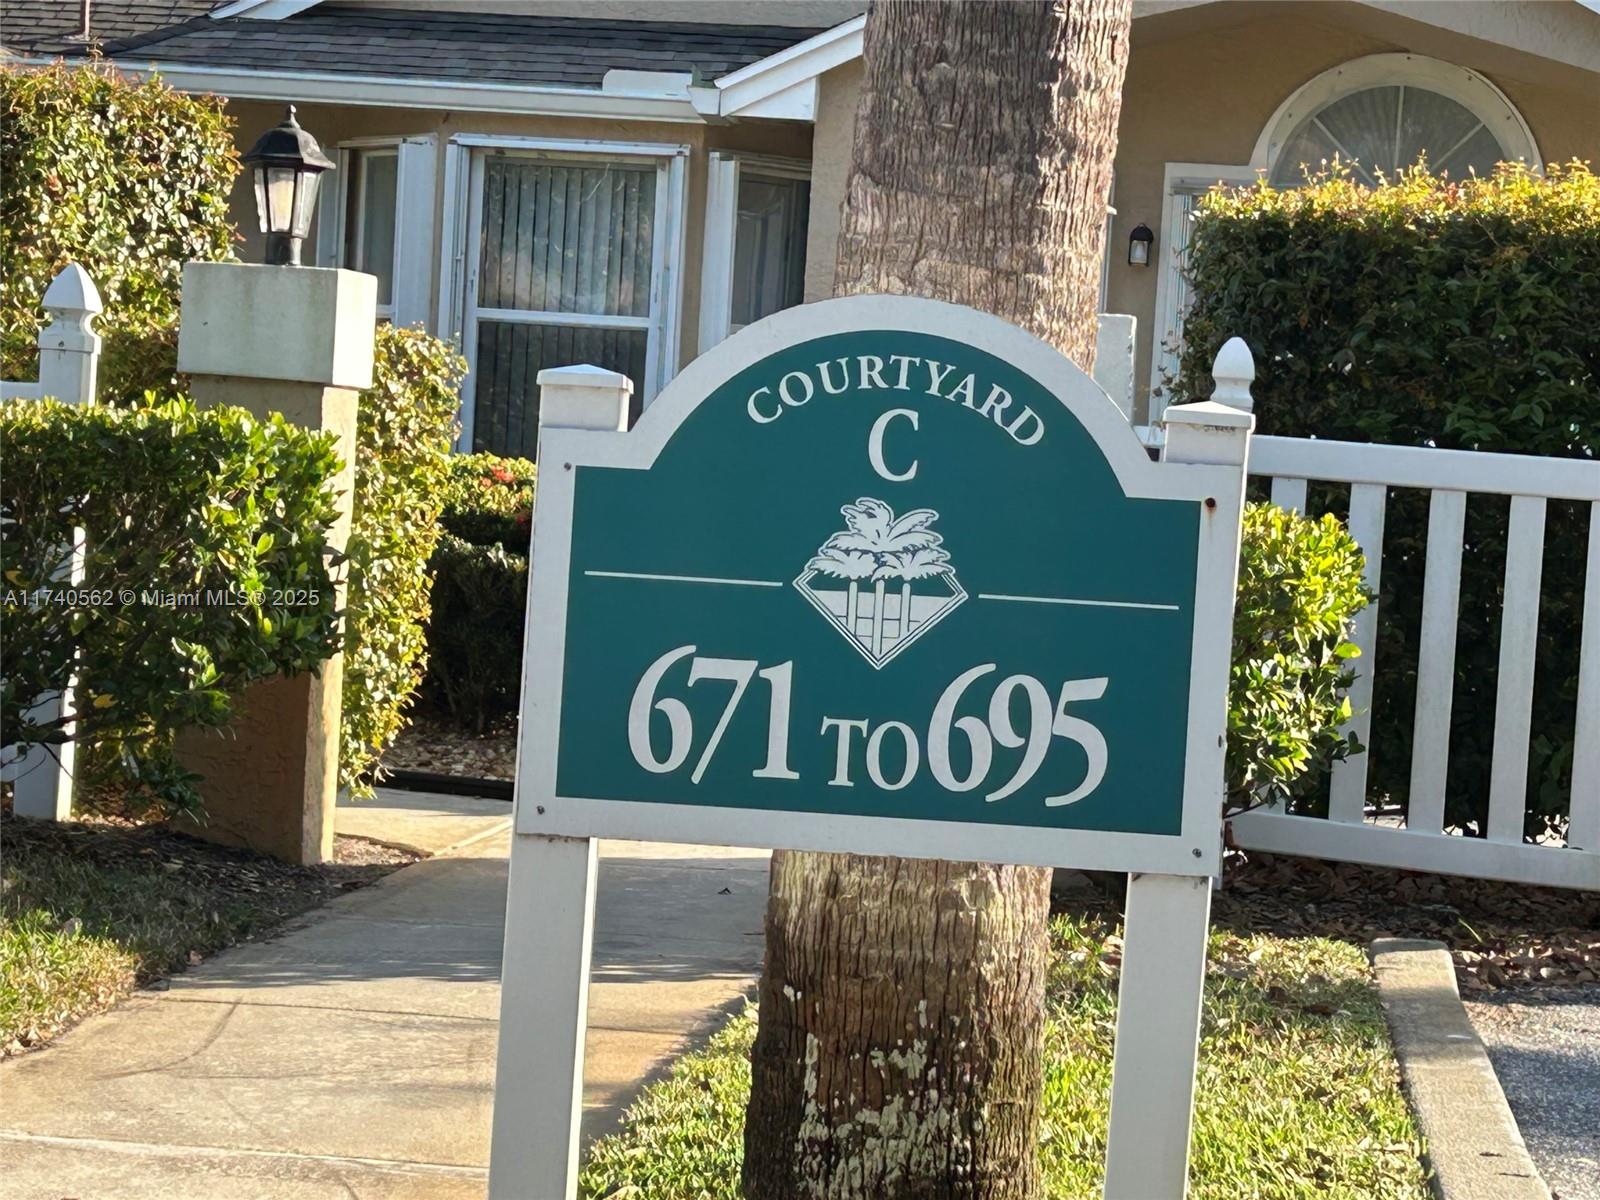 COURTYARD
C
671 TO 695
A11740562 © Miami MLS® 2025